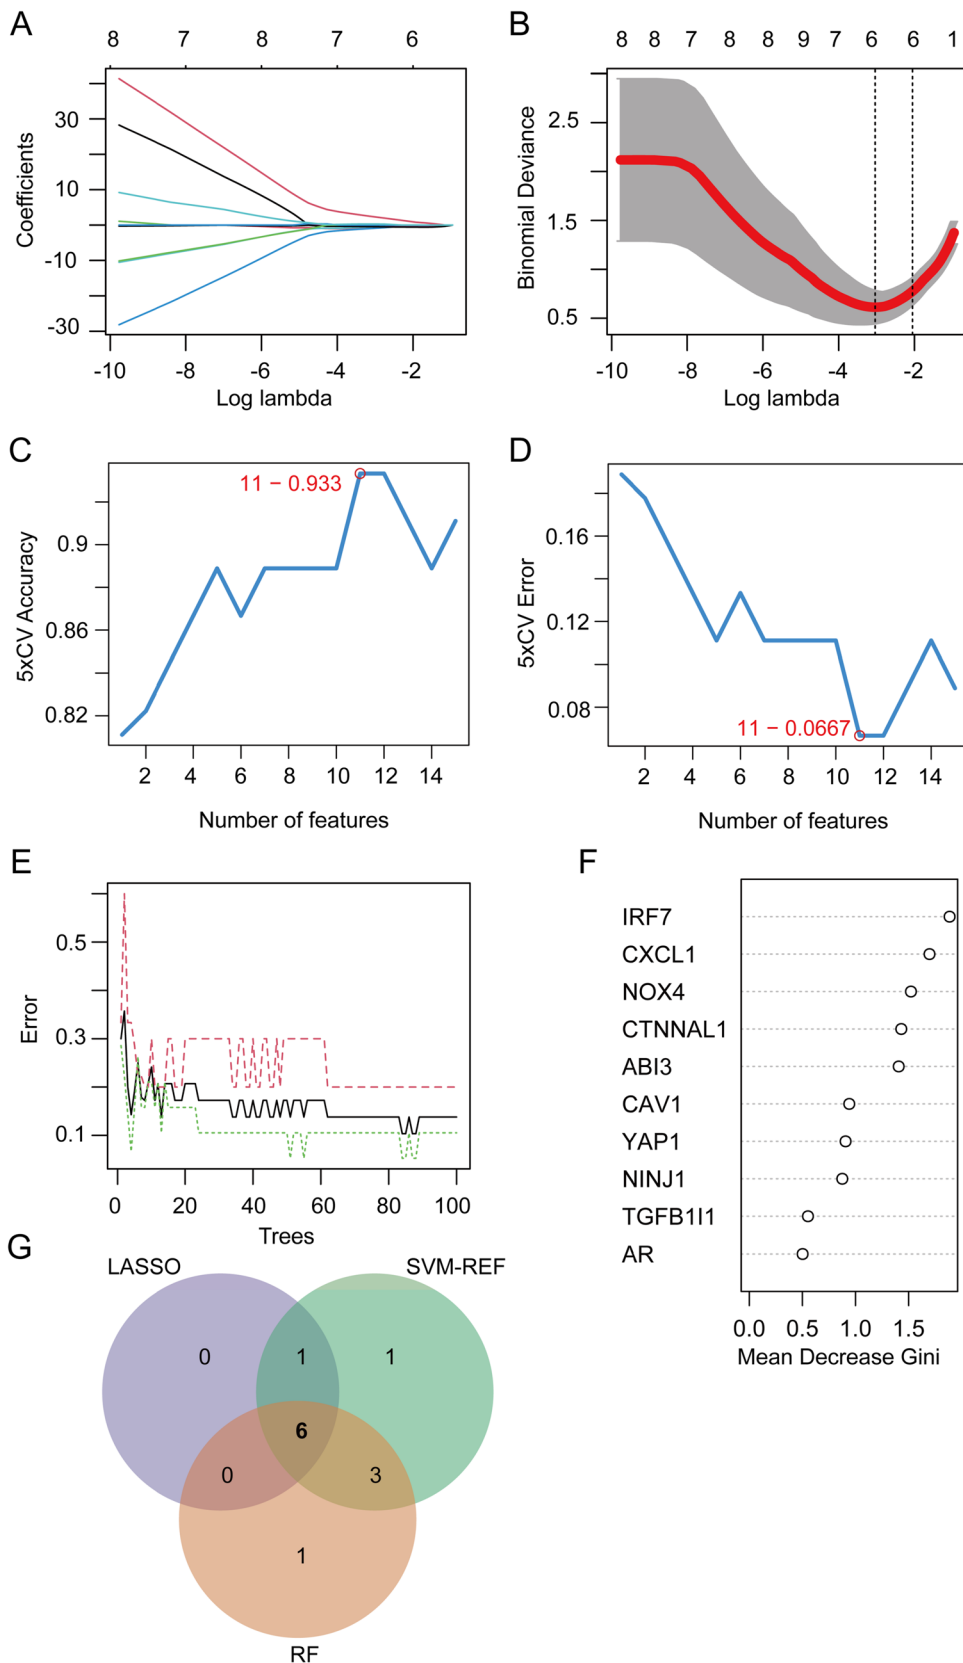 A
8 7 8 7 6
30
10
-10
-30
Coefficients
-10 -8 -6 -4 -2
Log lambda
B
8 8 7 8 8 9 7 6 6 1
2.5
1.5
0.5
Binomial Deviance
-10 -8 -6 -4 -2
Log lambda
C
11 − 0.933
0.9
0.86
0.82
5xCV Accuracy
2 4 6 8 10 12 14
Number of features
D
0.16
0.12
0.08
5xCV Error
11 − 0.0667
2 4 6 8 10 12 14
Number of features
E
0.5
0.3
0.1
Error
0 20 40 60 80 100
Trees
F
IRF7
CXCL1
NOX4
CTNNAL1
ABI3
CAV1
YAP1
NINJ1
TGFB1I1
AR
0.0 0.5 1.0 1.5
Mean Decrease Gini
G
LASSO SVM-REF
0 1 1
6
0 3
1
RF